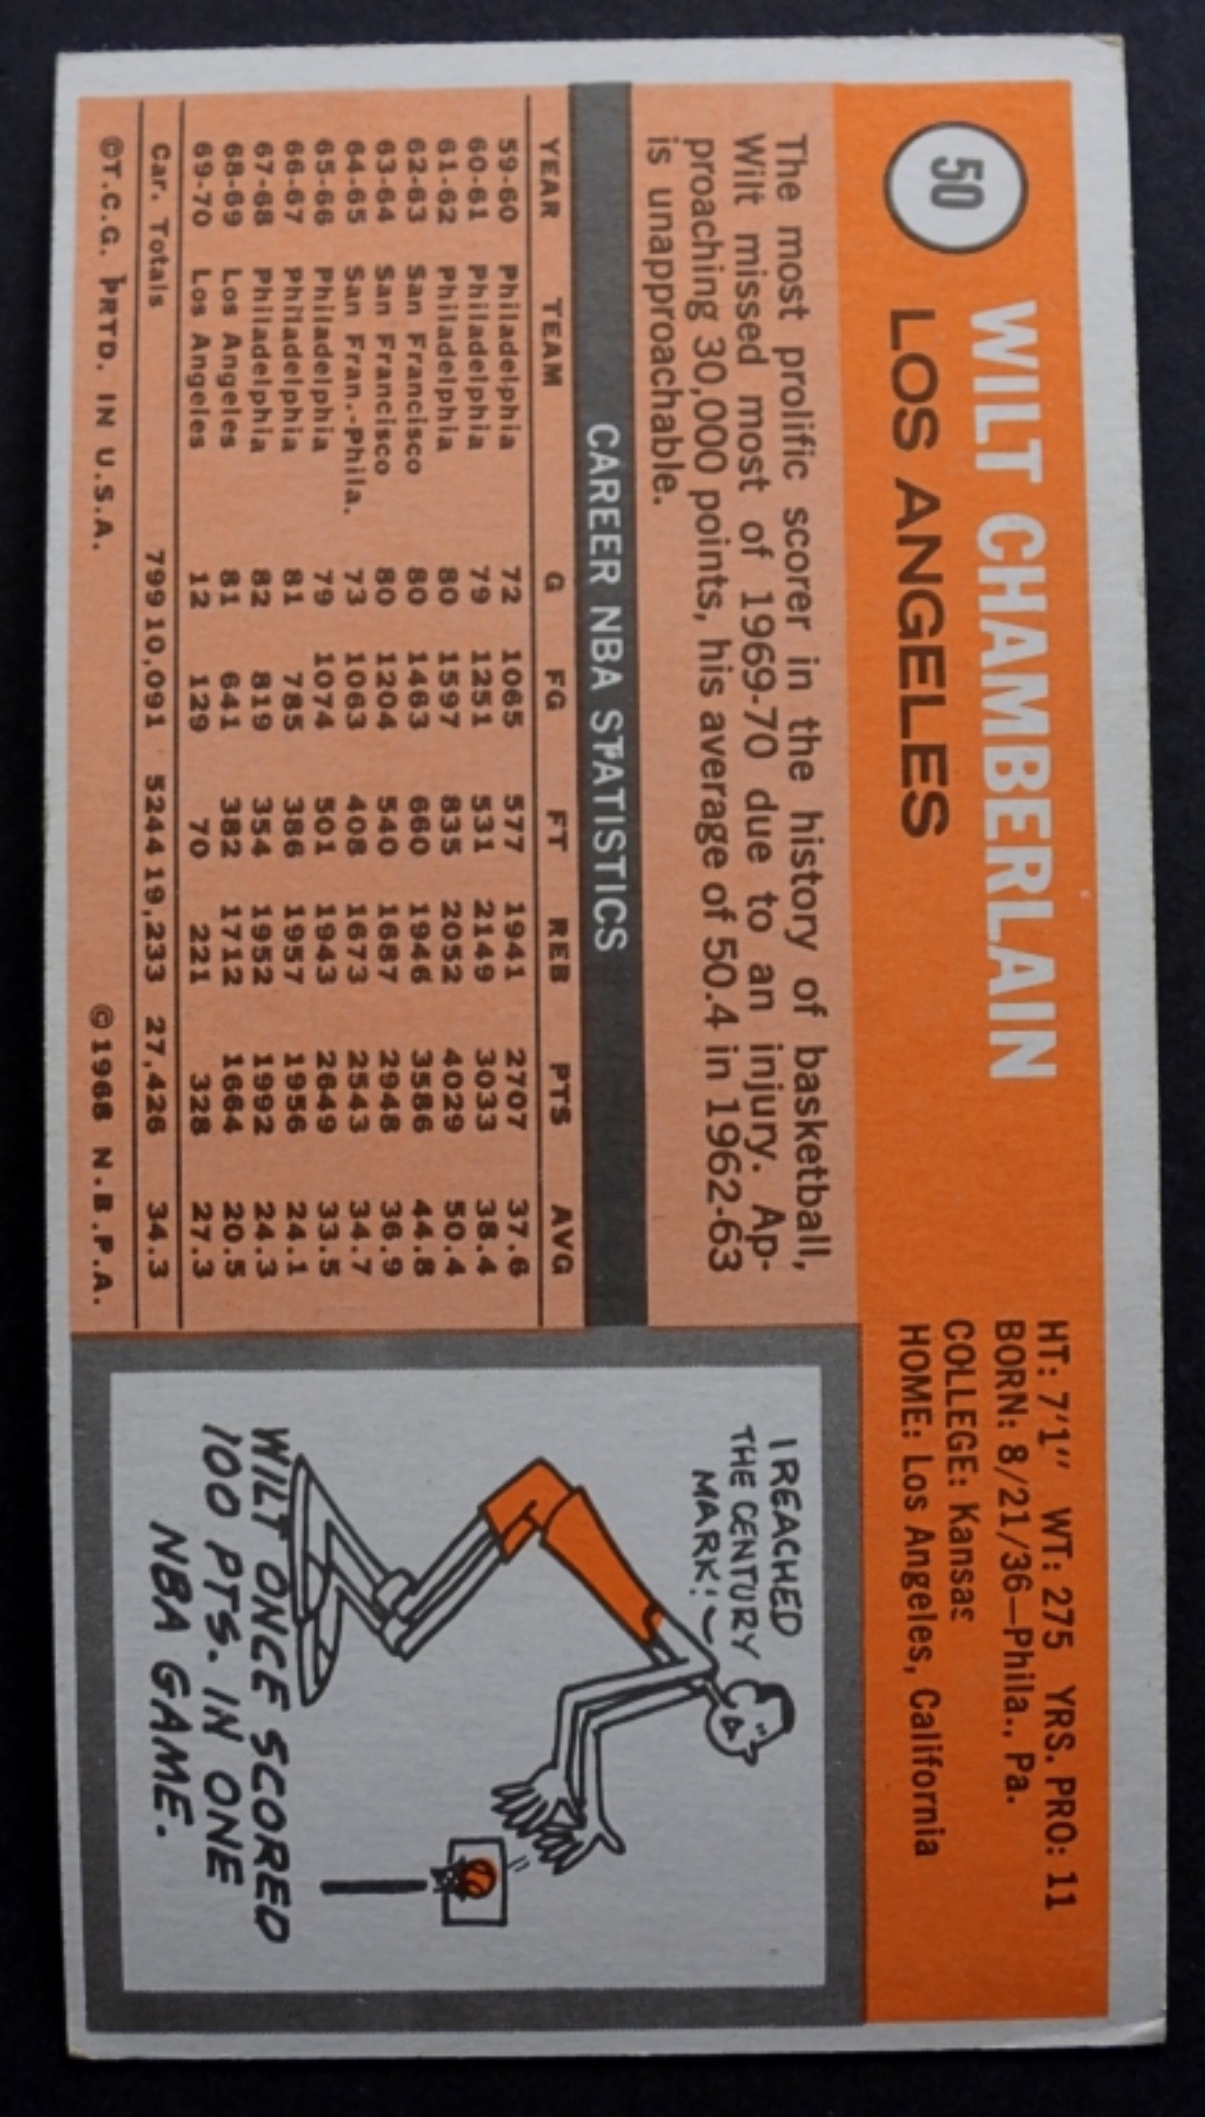 50
WILT CHAMBERLAIN
LOS ANGELES
HT: 7'1" WT: 275 YRS. PRO: 11
BORN: 8/21/36—Phila., Pa.
COLLEGE: Kansas
HOME: Los Angeles, California
The most prolific scorer in the history of basketball,
Wilt missed most of 1969-70 due to an injury. Ap-
proaching 30,000 points, his average of 50.4 in 1962-63
is unapproachable.
CAREER NBA STATISTICS
YEAR TEAM G FG FT REB PTS AVG
59-60 Philadelphia 72 1065 577 1941 2707 37.6
60-61 Philadelphia 79 1251 531 2149 3033 38.4
61-62 Philadelphia 80 1597 835 2052 4029 50.4
62-63 San Francisco 80 1463 660 1946 3586 44.8
63-64 San Francisco 80 1204 540 1687 2948 36.9
64-65 San Fran.-Phila. 73 1063 408 1673 2543 34.7
65-66 Philadelphia 79 1074 501 1943 2649 33.5
66-67 Philadelphia 81 785 386 1957 1956 24.1
67-68 Philadelphia 82 819 354 1952 1992 24.3
68-69 Los Angeles 81 641 382 1712 1664 20.5
69-70 Los Angeles 12 129 70 221 328 27.3
Car. Totals 799 10,091 5244 19,233 27,426 34.3
©T.C.G. PRTD. IN U.S.A. ©1968 N.B.P.A.
I REACHED
THE CENTURY
MARK!
WILT ONCE SCORED
100 PTS. IN ONE
NBA GAME.